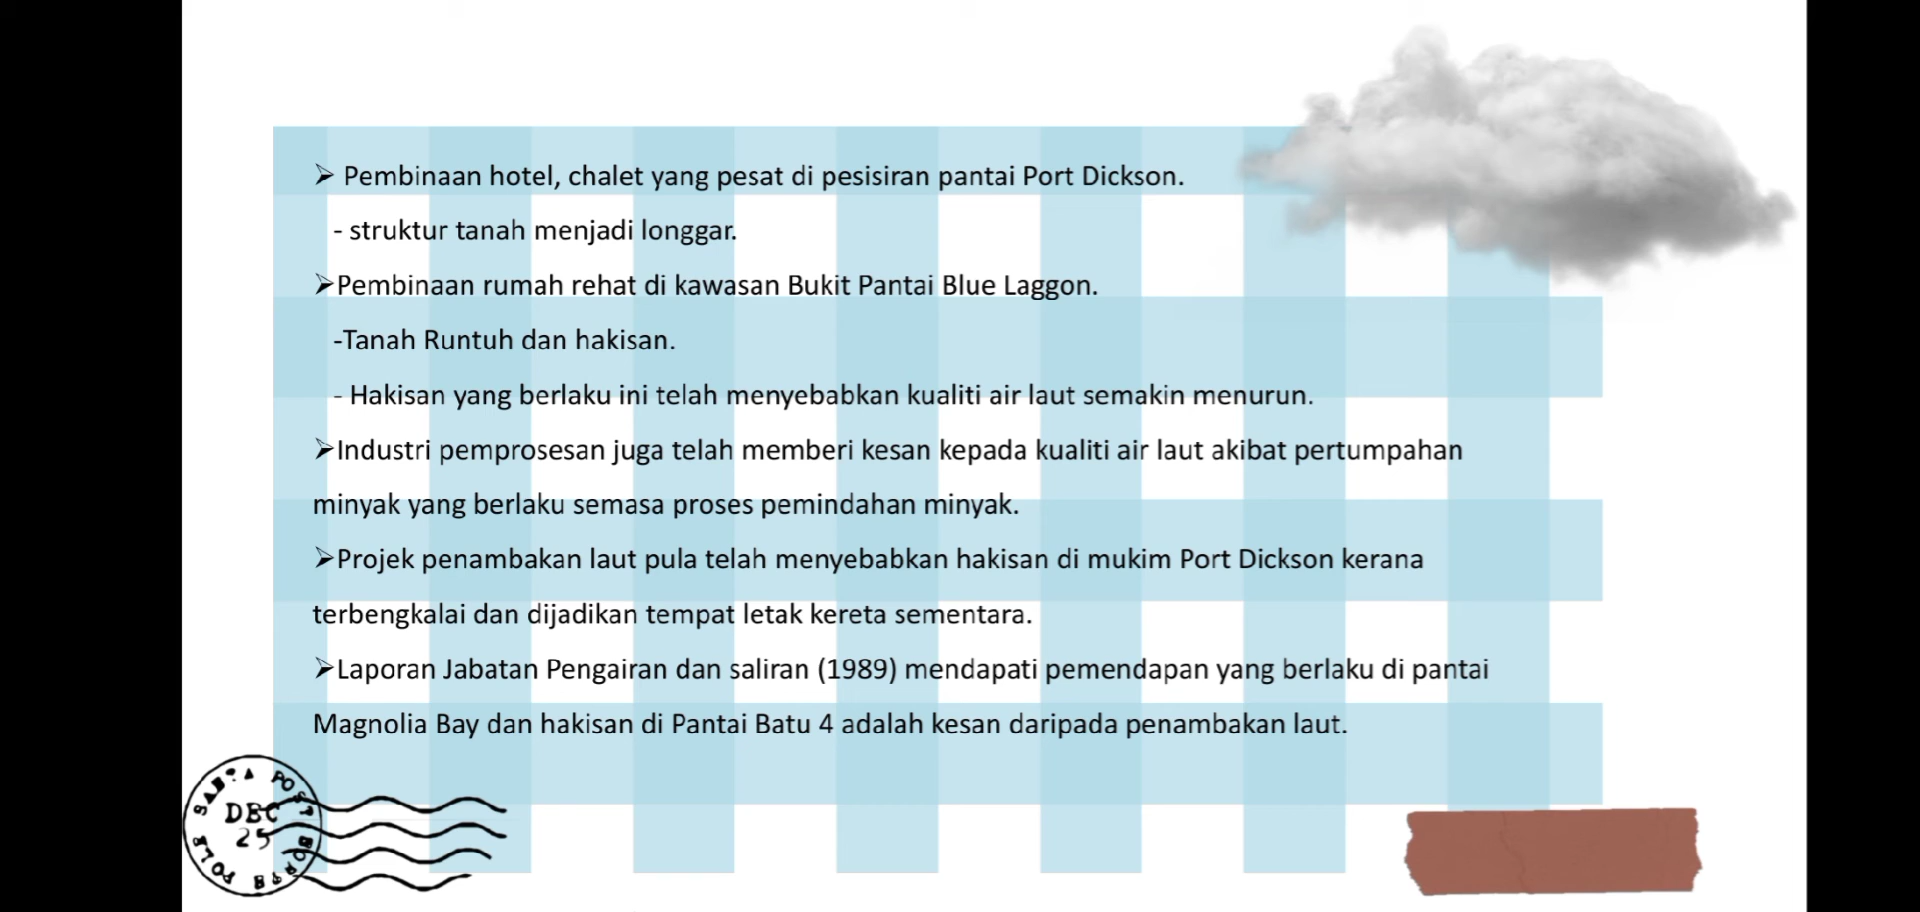 ➢ Pembinaan hotel, chalet yang pesat di pesisiran pantai Port Dickson.
- struktur tanah menjadi longgar.
➢Pembinaan rumah rehat di kawasan Bukit Pantai Blue Laggon.
-Tanah Runtuh dan hakisan.
- Hakisan yang berlaku ini telah menyebabkan kualiti air laut semakin menurun.
➢Industri pemprosesan juga telah memberi kesan kepada kualiti air laut akibat pertumpahan
minyak yang berlaku semasa proses pemindahan minyak.
➢Projek penambakan laut pula telah menyebabkan hakisan di mukim Port Dickson kerana
terbengkalai dan dijadikan tempat letak kereta sementara.
➢Laporan Jabatan Pengairan dan saliran (1989) mendapati pemendapan yang berlaku di pantai
Magnolia Bay dan hakisan di Pantai Batu 4 adalah kesan daripada penambakan laut.
DEC
25